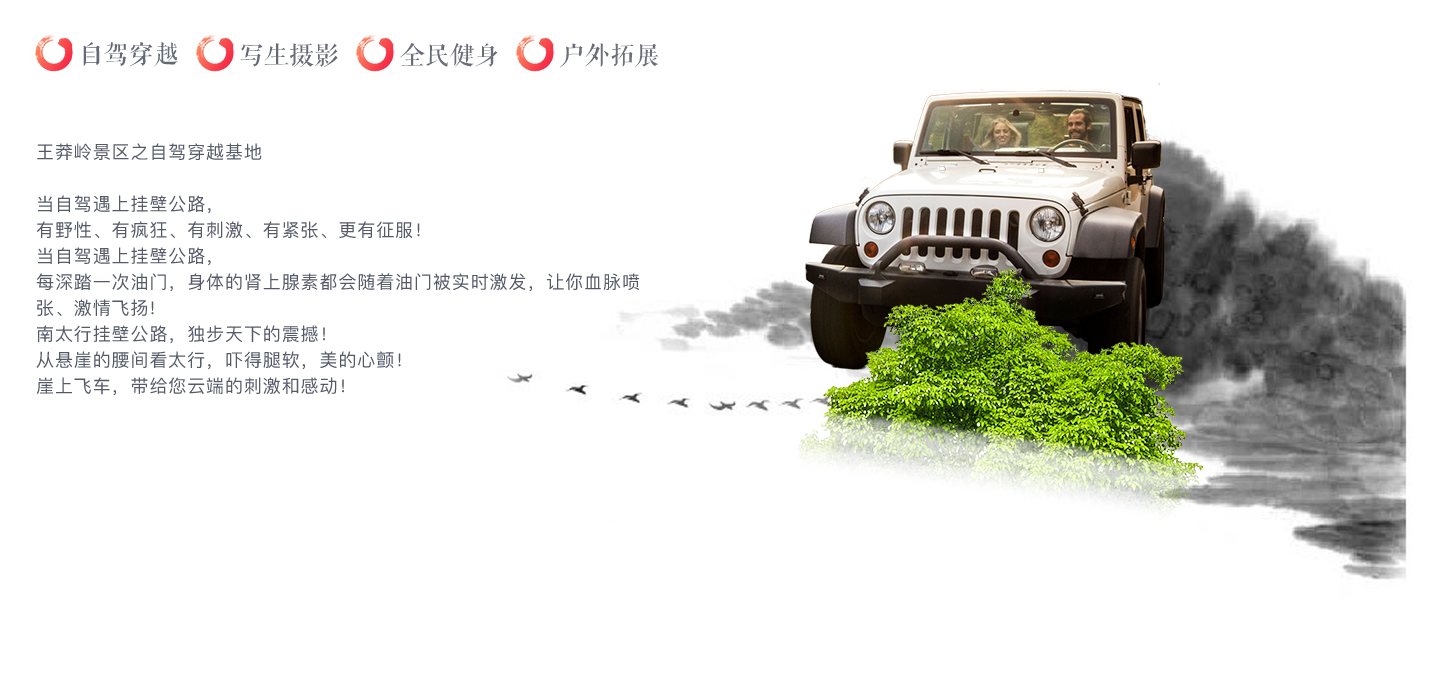 自驾穿越 写生摄影 全民健身 户外拓展
王莽岭景区之自驾穿越基地
当自驾遇上挂壁公路，
有野性、有疯狂、有刺激、有紧张、更有征服！
当自驾遇上挂壁公路，
每深踏一次油门，身体的肾上腺素都会随着油门被实时激发，让你血脉喷
张、激情飞扬！
南太行挂壁公路，独步天下的震撼！
从悬崖的腰间看太行，吓得腿软，美的心颤！
崖上飞车，带给您云端的刺激和感动！